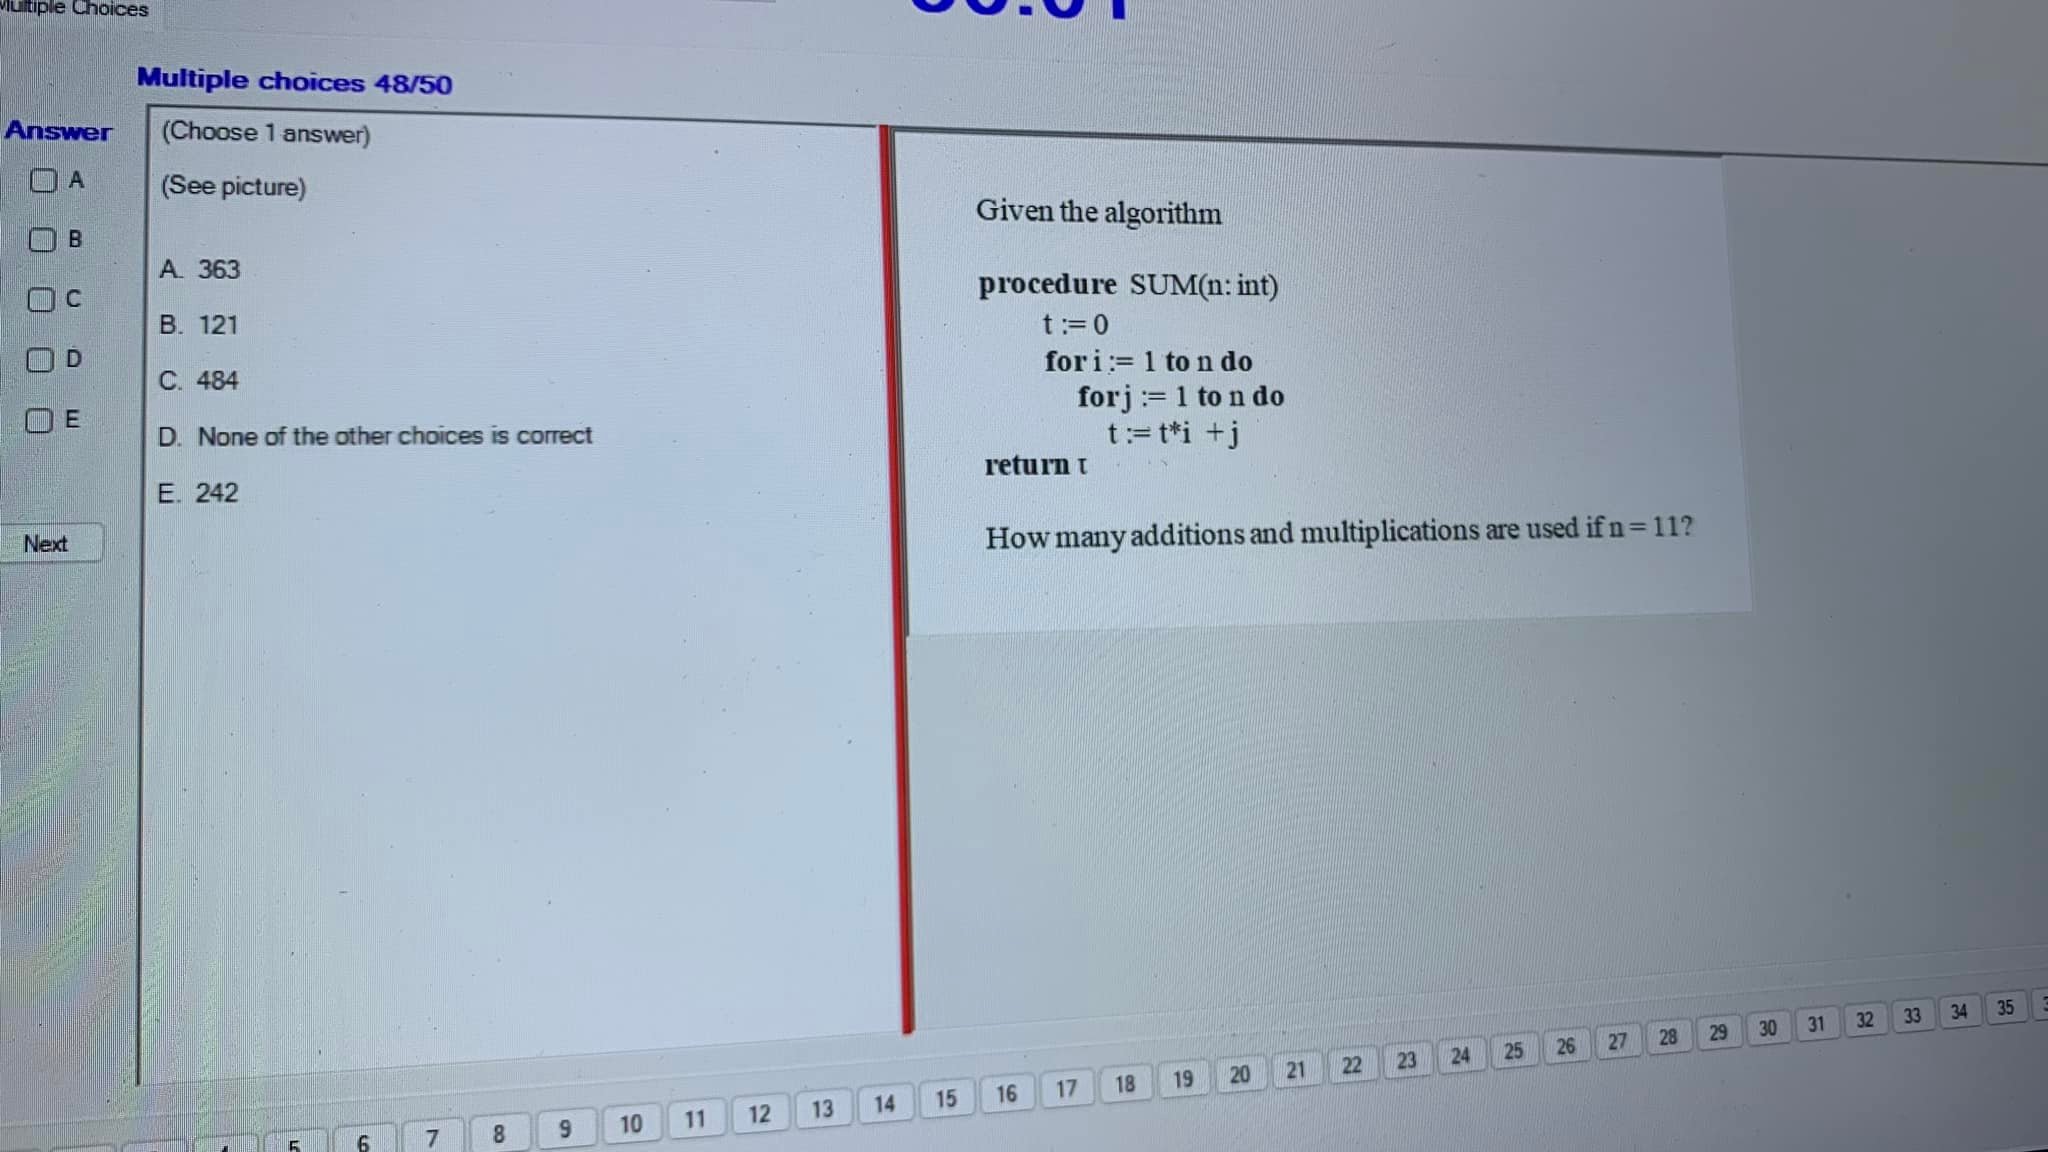 Multiple Choices
Multiple choices 48/50
Answer
A
B
C
D
E
Next
(Choose 1 answer)
(See picture)
A. 363
B. 121
C. 484
D. None of the other choices is correct
E. 242
Given the algorithm
procedure SUM(n: int)
t := 0
for i := 1 to n do
for j := 1 to n do
t := t*i + j
return t
How many additions and multiplications are used if n = 11?
5 6 7 8 9 10 11 12 13 14 15 16 17 18 19 20 21 22 23 24 25 26 27 28 29 30 31 32 33 34 35